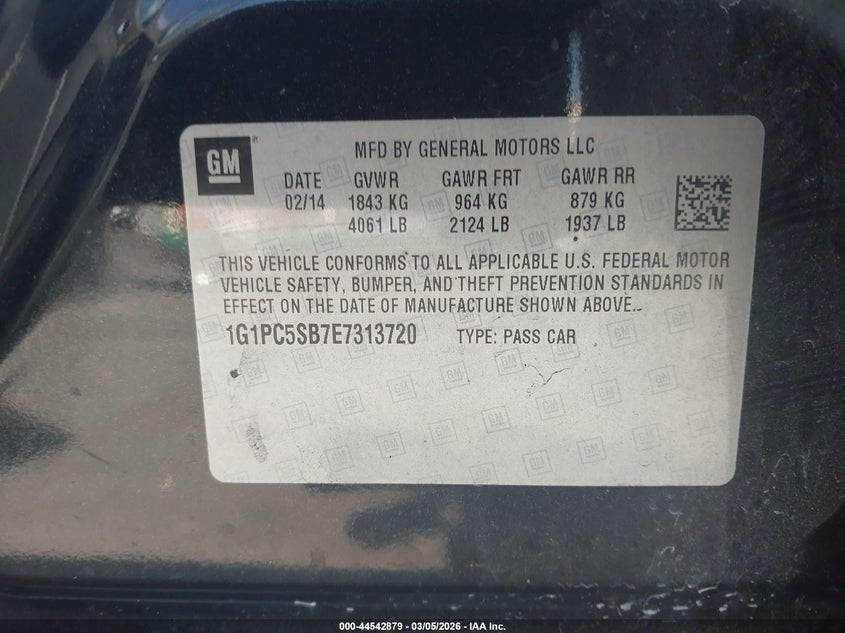 GM
MFD BY GENERAL MOTORS LLC
DATE GVWR GAWR FRT GAWR RR
02/14 1843 KG 964 KG 879 KG
4061 LB 2124 LB 1937 LB
THIS VEHICLE CONFORMS TO ALL APPLICABLE U.S. FEDERAL MOTOR
VEHICLE SAFETY, BUMPER, AND THEFT PREVENTION STANDARDS IN
EFFECT ON THE DATE OF MANUFACTURE SHOWN ABOVE.
1G1PC5SB7E7313720 TYPE: PASS CAR
000-44542879 - 03/05/2026 - IAA Inc.